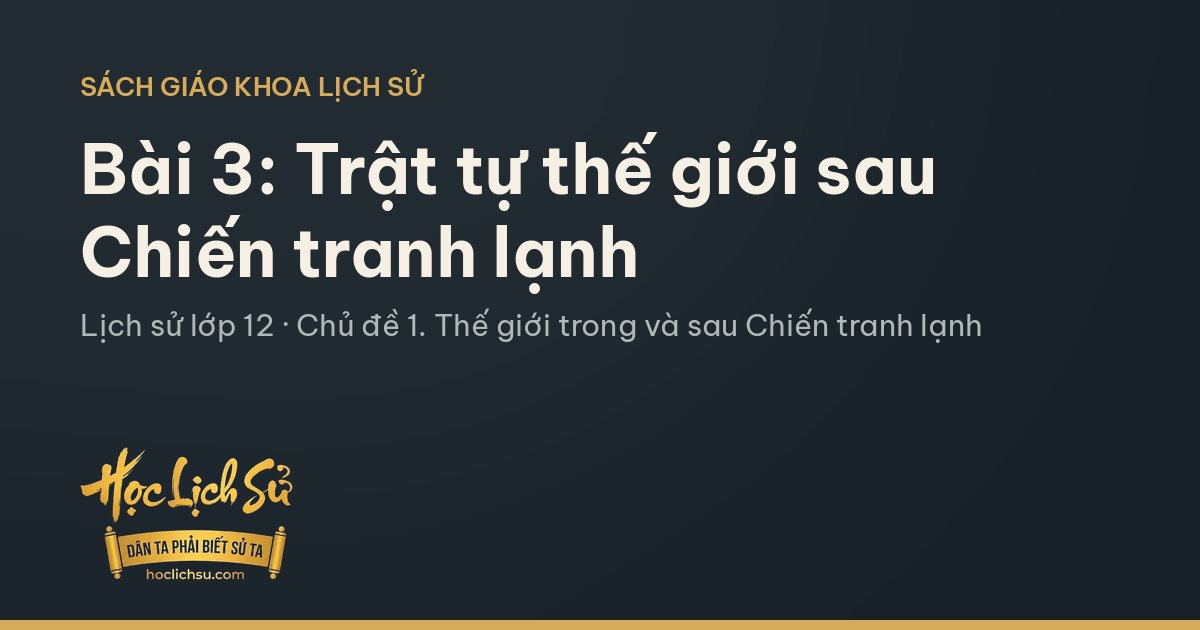 SÁCH GIÁO KHOA LỊCH SỬ
Bài 3: Trật tự thế giới sau
Chiến tranh lạnh
Lịch sử lớp 12 · Chủ đề 1. Thế giới trong và sau Chiến tranh lạnh
Học Lịch Sử
DÂN TA PHẢI BIẾT SỬ TA
hoclichsu.com